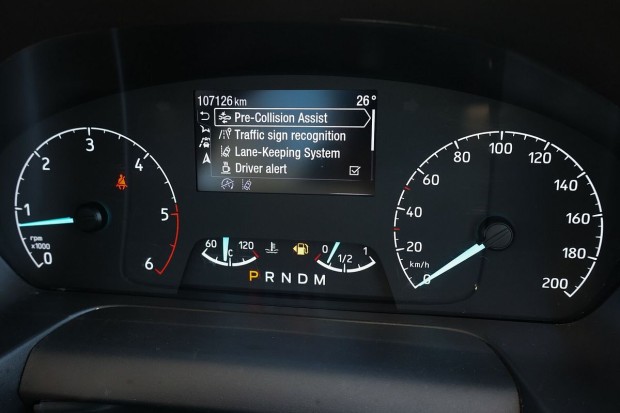 107126 km 26°
Pre-Collision Assist
Traffic sign recognition
Lane-Keeping System
Driver alert
0 1 2 3 4 5 6
rpm
x1000
60 °C 120
0 1/2 1
P R N D M
0 20 40 60 80 100 120 140 160 180 200
km/h